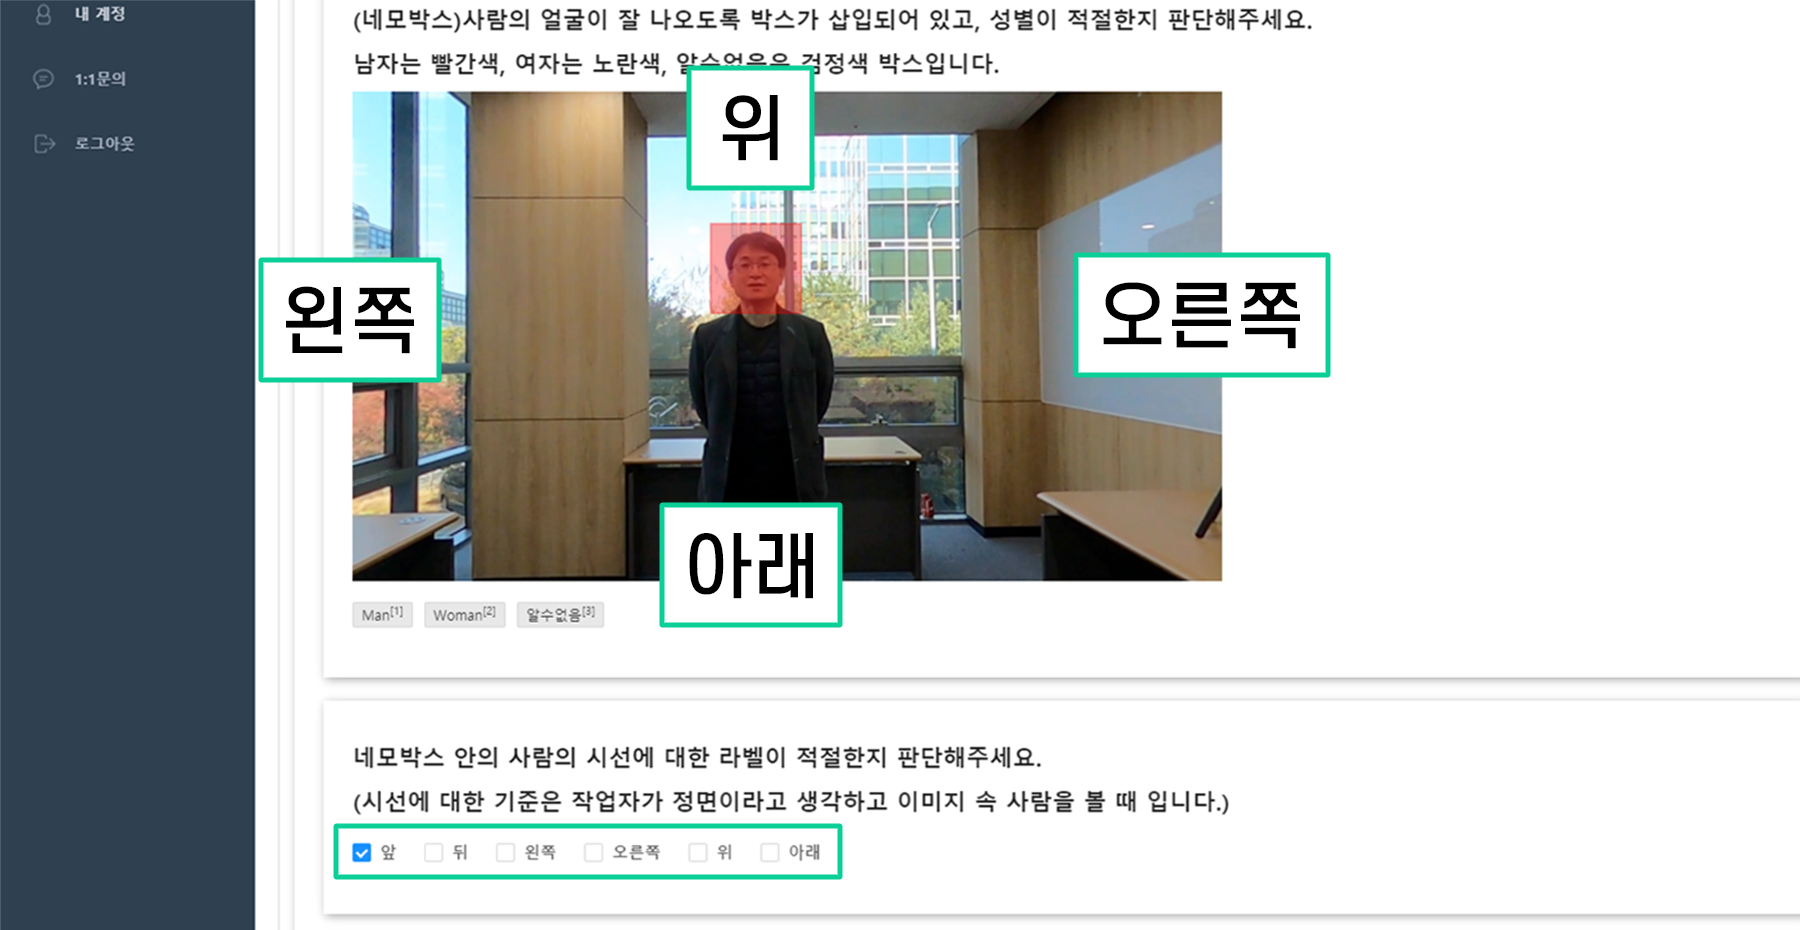 내 계정
1:1문의
로그아웃
(네모박스)사람의 얼굴이 잘 나오도록 박스가 삽입되어 있고, 성별이 적절한지 판단해주세요.
남자는 빨간색, 여자는 노란색, 알수없음은 검정색 박스입니다.
위
왼쪽
오른쪽
아래
Man[1] Woman[2] 알수없음[3]
네모박스 안의 사람의 시선에 대한 라벨이 적절한지 판단해주세요.
(시선에 대한 기준은 작업자가 정면이라고 생각하고 이미지 속 사람을 볼 때 입니다.)
앞 뒤 왼쪽 오른쪽 위 아래